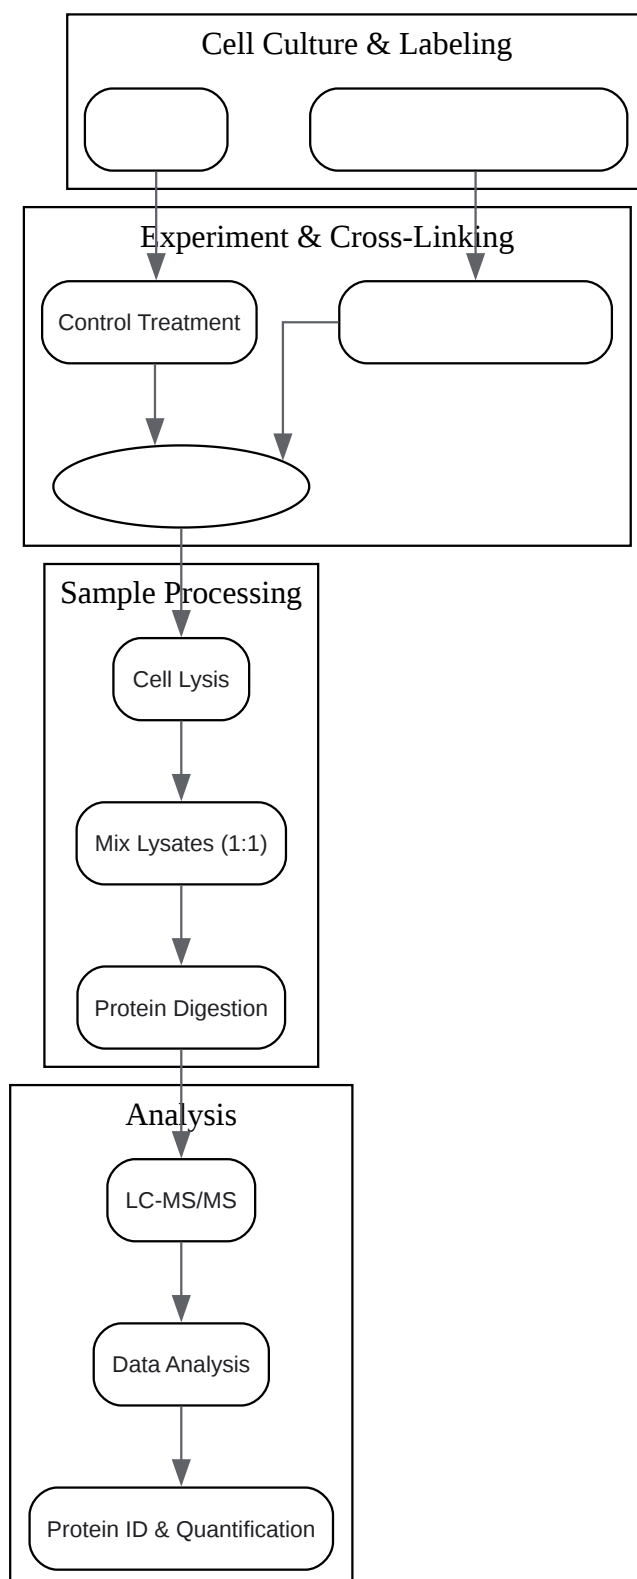 Cell Culture & Labeling
Experiment & Cross-Linking
Control Treatment
Sample Processing
Cell Lysis
Mix Lysates (1:1)
Protein Digestion
Analysis
LC-MS/MS
Data Analysis
Protein ID & Quantification